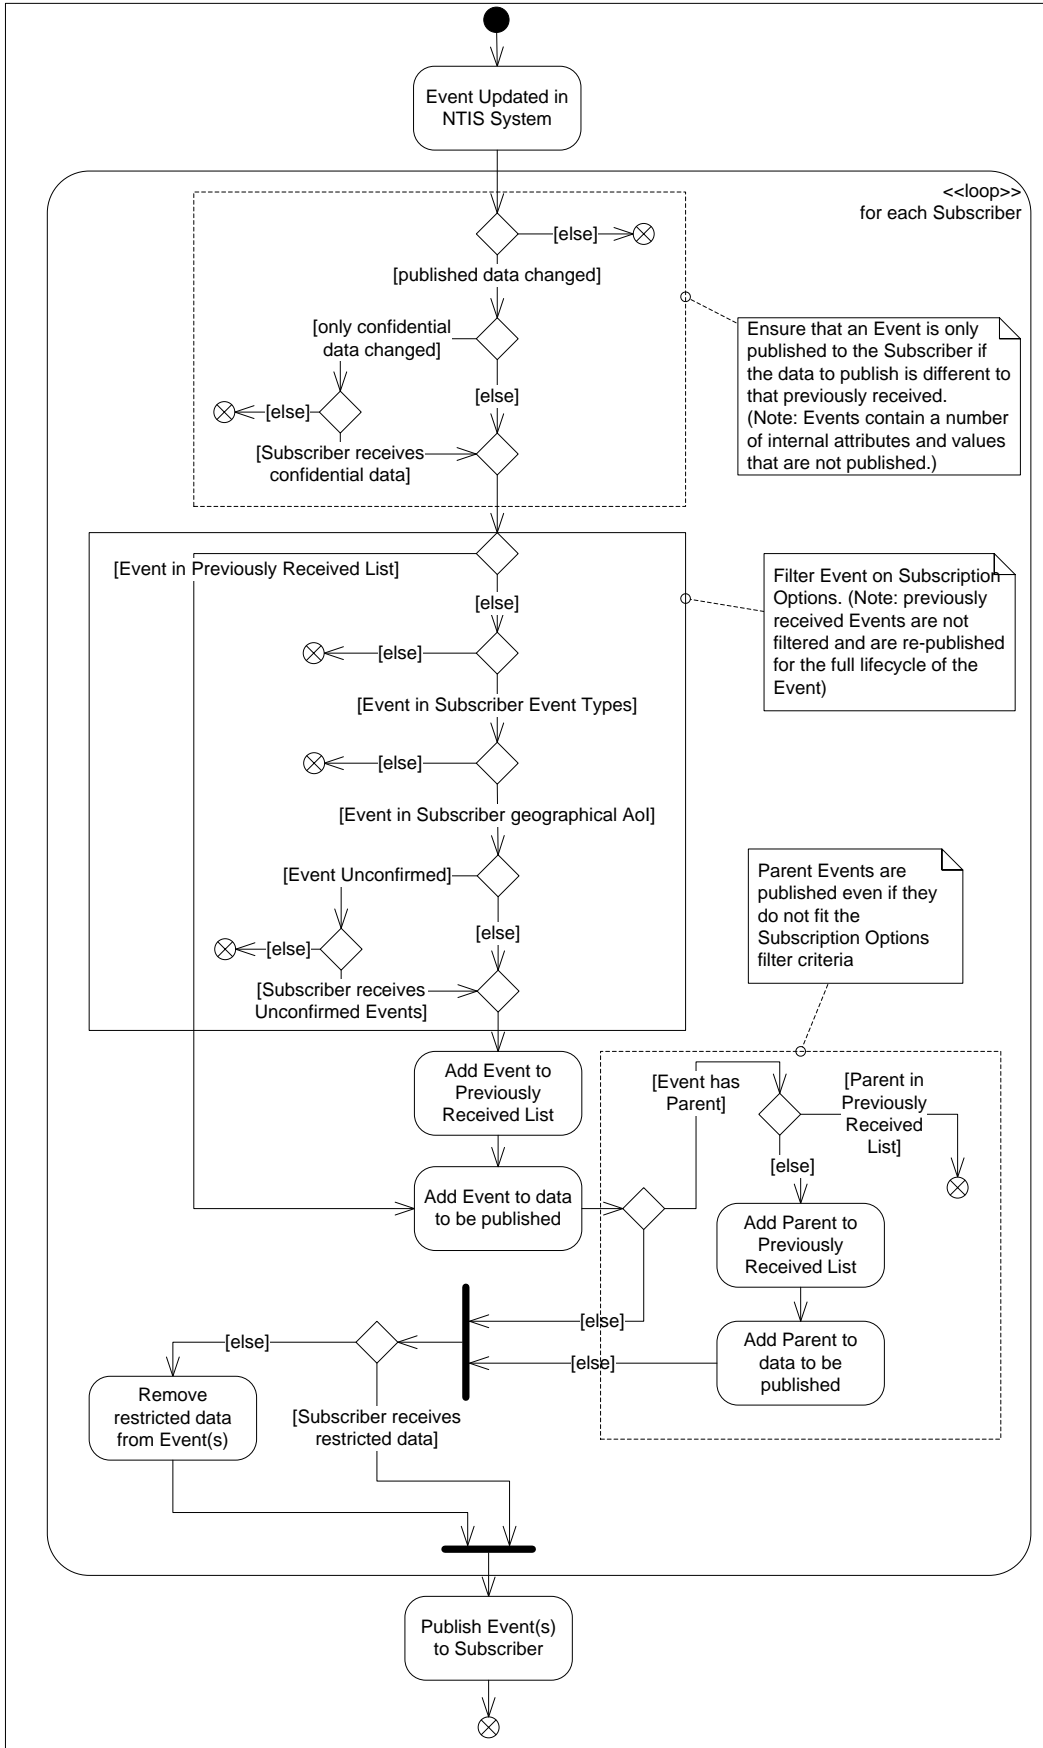 Event Updated in
NTIS System
<<loop>>
for each Subscriber
[else]
[published data changed]
[only confidential
data changed]
[else]
[else]
[Subscriber receives
confidential data]
Ensure that an Event is only
published to the Subscriber if
the data to publish is different to
that previously received.
(Note: Events contain a number
of internal attributes and values
that are not published.)
[Event in Previously Received List]
[else]
[else]
[Event in Subscriber Event Types]
[else]
[Event in Subscriber geographical AoI]
[Event Unconfirmed]
[else]
[else]
[Subscriber receives
Unconfirmed Events]
Filter Event on Subscription
Options. (Note: previously
received Events are not
filtered and are re-published
for the full lifecycle of the
Event)
Parent Events are
published even if they
do not fit the
Subscription Options
filter criteria
Add Event to
Previously
Received List
[Event has
Parent]
[Parent in
Previously
Received
List]
[else]
Add Event to data
to be published
Add Parent to
Previously
Received List
[else]
[else]
Add Parent to
data to be
published
[else]
Remove
restricted data
from Event(s)
[Subscriber receives
restricted data]
Publish Event(s)
to Subscriber